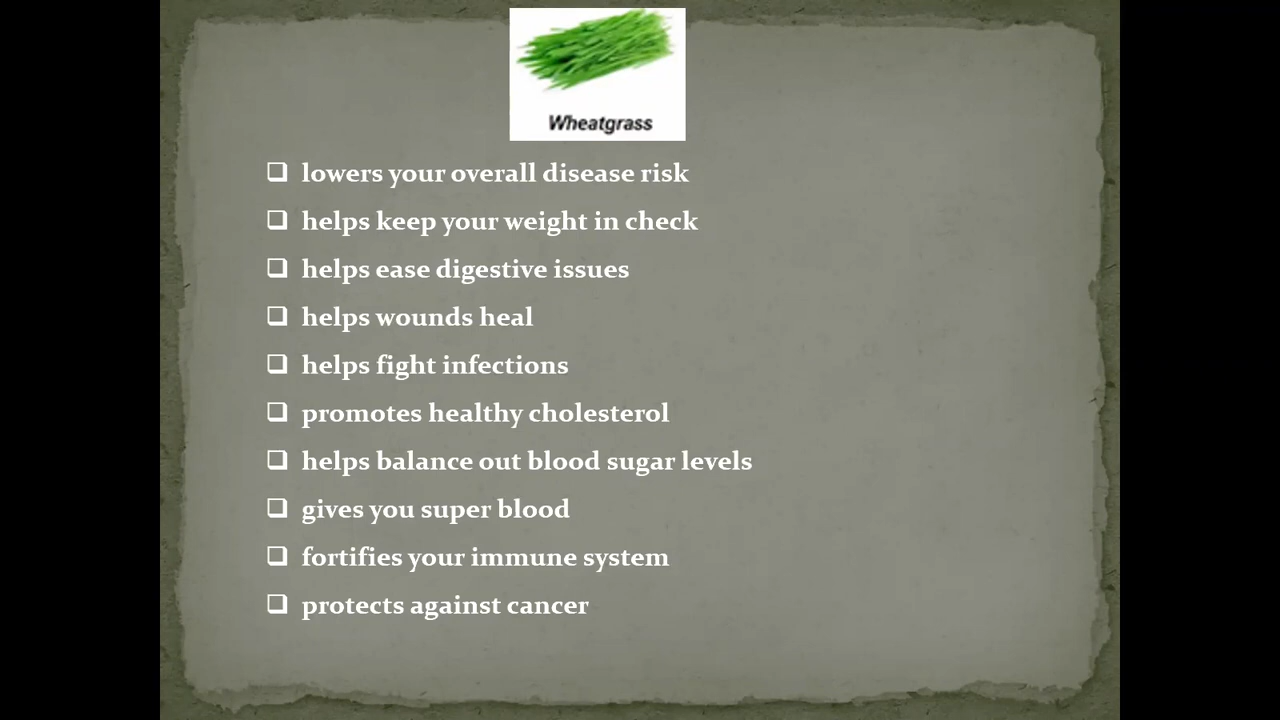 Wheatgrass
lowers your overall disease risk
helps keep your weight in check
helps ease digestive issues
helps wounds heal
helps fight infections
promotes healthy cholesterol
helps balance out blood sugar levels
gives you super blood
fortifies your immune system
protects against cancer